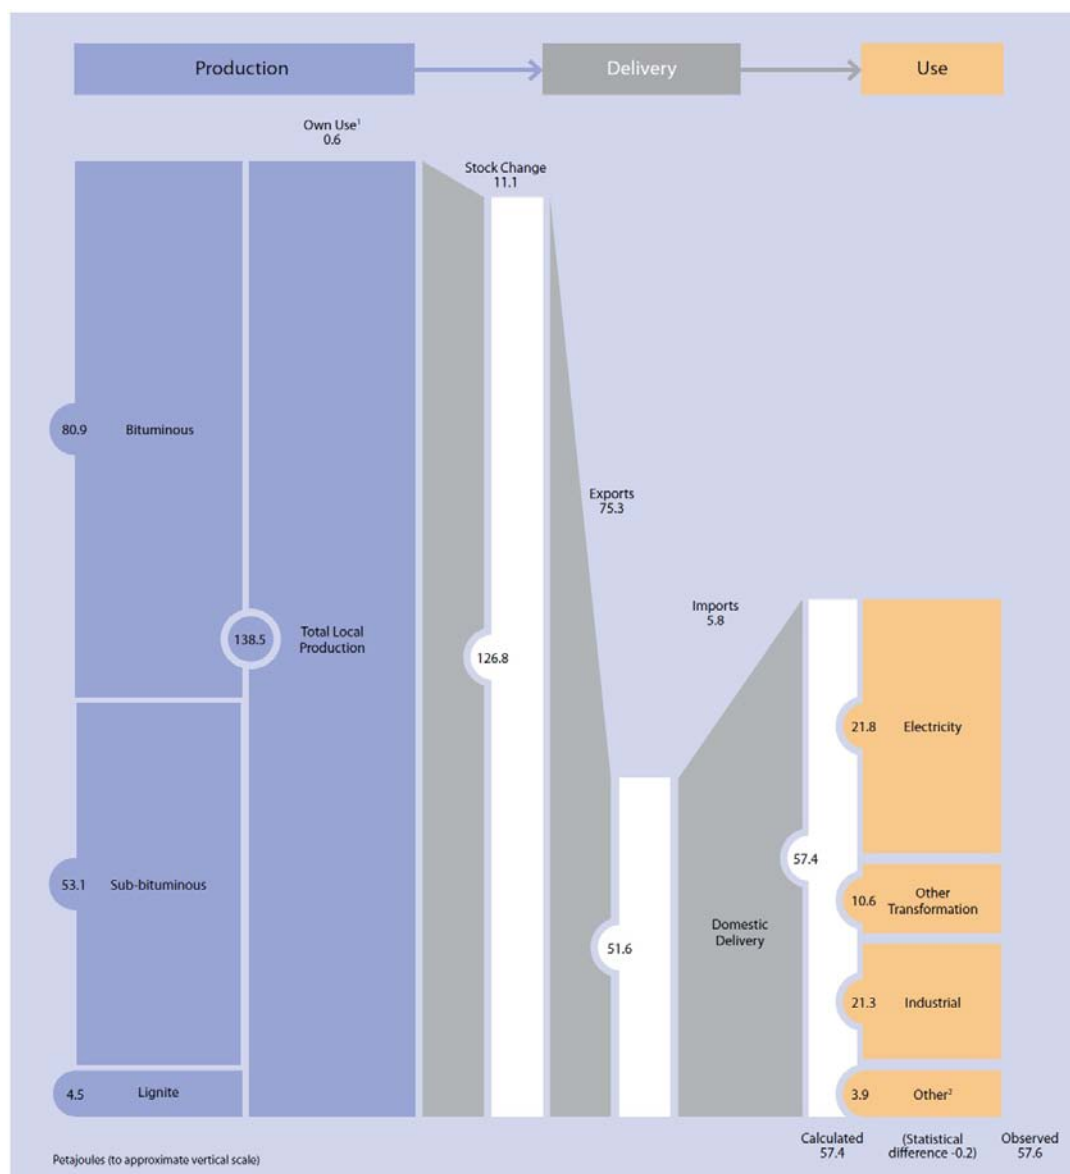 Production
Delivery
Use
Own Use¹
0.6
Stock Change
11.1
80.9
Bituminous
Exports
75.3
Imports
5.8
138.5
Total Local
Production
126.8
21.8
Electricity
57.4
53.1
Sub-bituminous
10.6
Other
Transformation
Domestic
Delivery
51.6
21.3
Industrial
4.5
Lignite
3.9
Other²
Calculated
57.4
(Statistical
difference -0.2)
Observed
57.6
Petajoules (to approximate vertical scale)